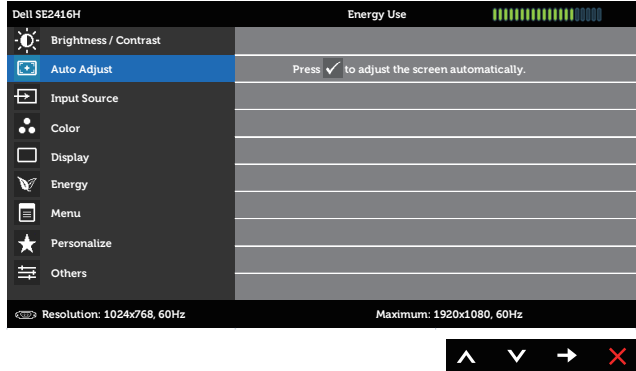 Dell SE2416H Energy Use
Brightness / Contrast
Auto Adjust Press ✓ to adjust the screen automatically.
Input Source
Color
Display
Energy
Menu
Personalize
Others
Resolution: 1024x768, 60Hz Maximum: 1920x1080, 60Hz